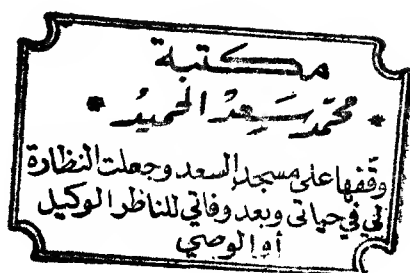 مكتبة
* محمد سعد الحميد *
وقفها على مسجد السعد وجعلت النظارة
لي في حياتي وبعد وفاتي للناظر الوكيل
أو الوصي